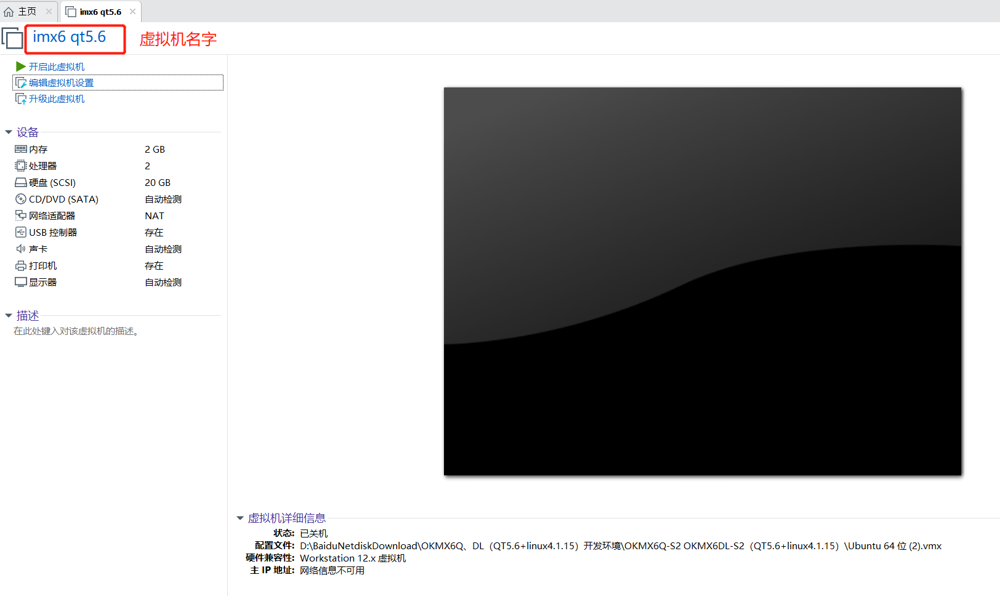 主页
imx6 qt5.6
imx6 qt5.6
虚拟机名字
开启此虚拟机
编辑虚拟机设置
升级此虚拟机
设备
内存 2 GB
处理器 2
硬盘 (SCSI) 20 GB
CD/DVD (SATA) 自动检测
网络适配器 NAT
USB 控制器 存在
声卡 自动检测
打印机 存在
显示器 自动检测
描述
在此处键入对该虚拟机的描述。
虚拟机详细信息
状态: 已关机
配置文件: D:\BaiduNetdiskDownload\OKMX6Q、DL（QT5.6+linux4.1.15）开发环境\OKMX6Q-S2 OKMX6DL-S2（QT5.6+linux4.1.15）\Ubuntu 64 位 (2).vmx
硬件兼容性: Workstation 12.x 虚拟机
主 IP 地址: 网络信息不可用